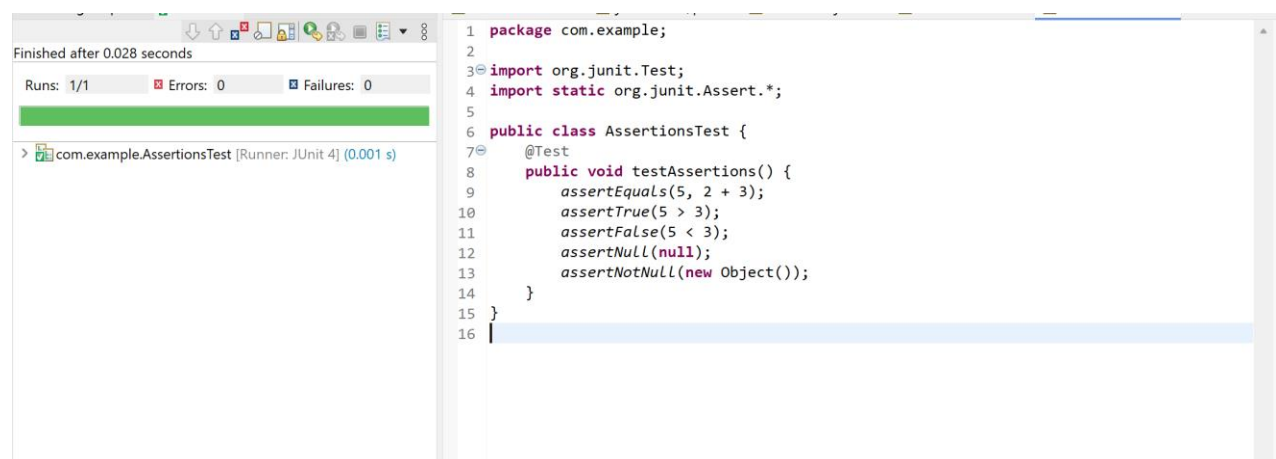 Finished after 0.028 seconds
Runs: 1/1 Errors: 0 Failures: 0
com.example.AssertionsTest [Runner: JUnit 4] (0.001 s)
1 package com.example;
2
3 import org.junit.Test;
4 import static org.junit.Assert.*;
5
6 public class AssertionsTest {
7 @Test
8 public void testAssertions() {
9 assertEquals(5, 2 + 3);
10 assertTrue(5 > 3);
11 assertFalse(5 < 3);
12 assertNull(null);
13 assertNotNull(new Object());
14 }
15 }
16